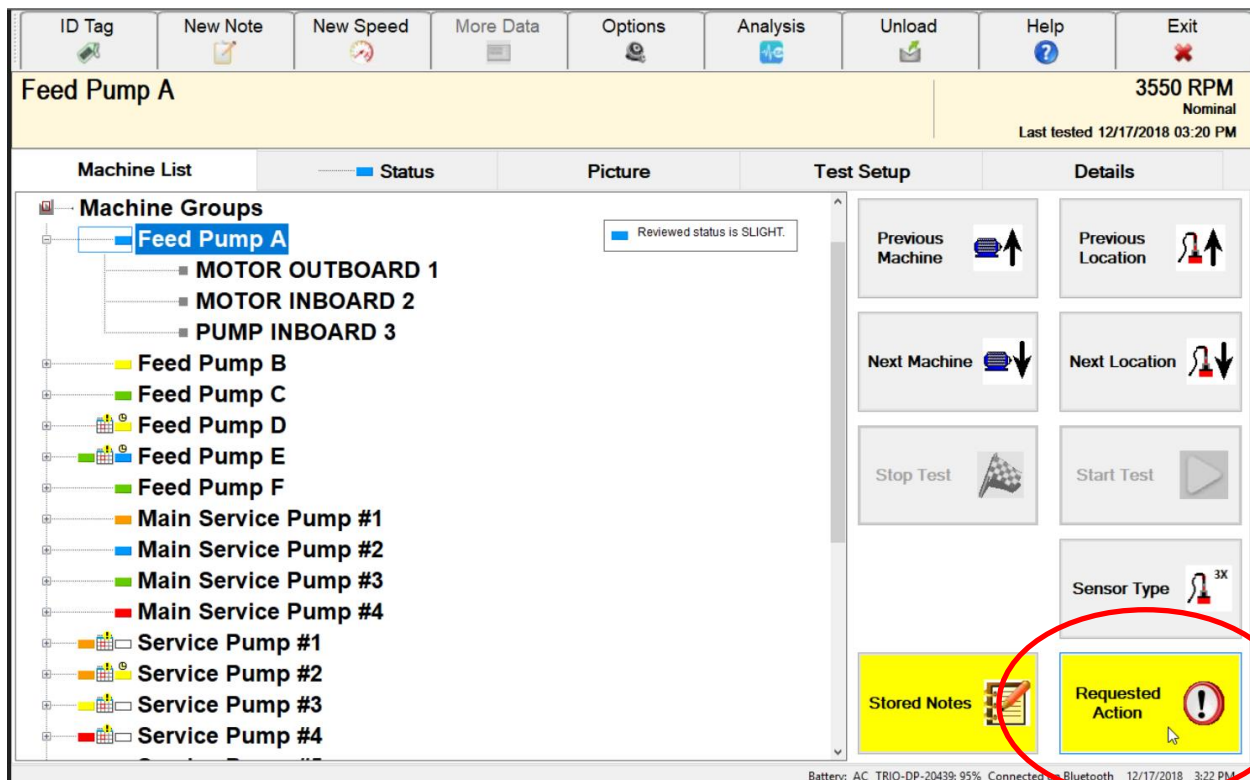 ID Tag
New Note
New Speed
More Data
Options
Analysis
Unload
Help
Exit
Feed Pump A
3550 RPM
Nominal
Last tested 12/17/2018 03:20 PM
Machine List
Status
Picture
Test Setup
Details
Machine Groups
Feed Pump A
Reviewed status is SLIGHT.
MOTOR OUTBOARD 1
MOTOR INBOARD 2
PUMP INBOARD 3
Feed Pump B
Feed Pump C
Feed Pump D
Feed Pump E
Feed Pump F
Main Service Pump #1
Main Service Pump #2
Main Service Pump #3
Main Service Pump #4
Service Pump #1
Service Pump #2
Service Pump #3
Service Pump #4
Previous
Machine
Previous
Location
Next Machine
Next Location
Stop Test
Start Test
Sensor Type
3X
Stored Notes
Requested
Action
Battery: AC TRIO-DP-20439: 95% Connected on Bluetooth 12/17/2018 3:22 PM